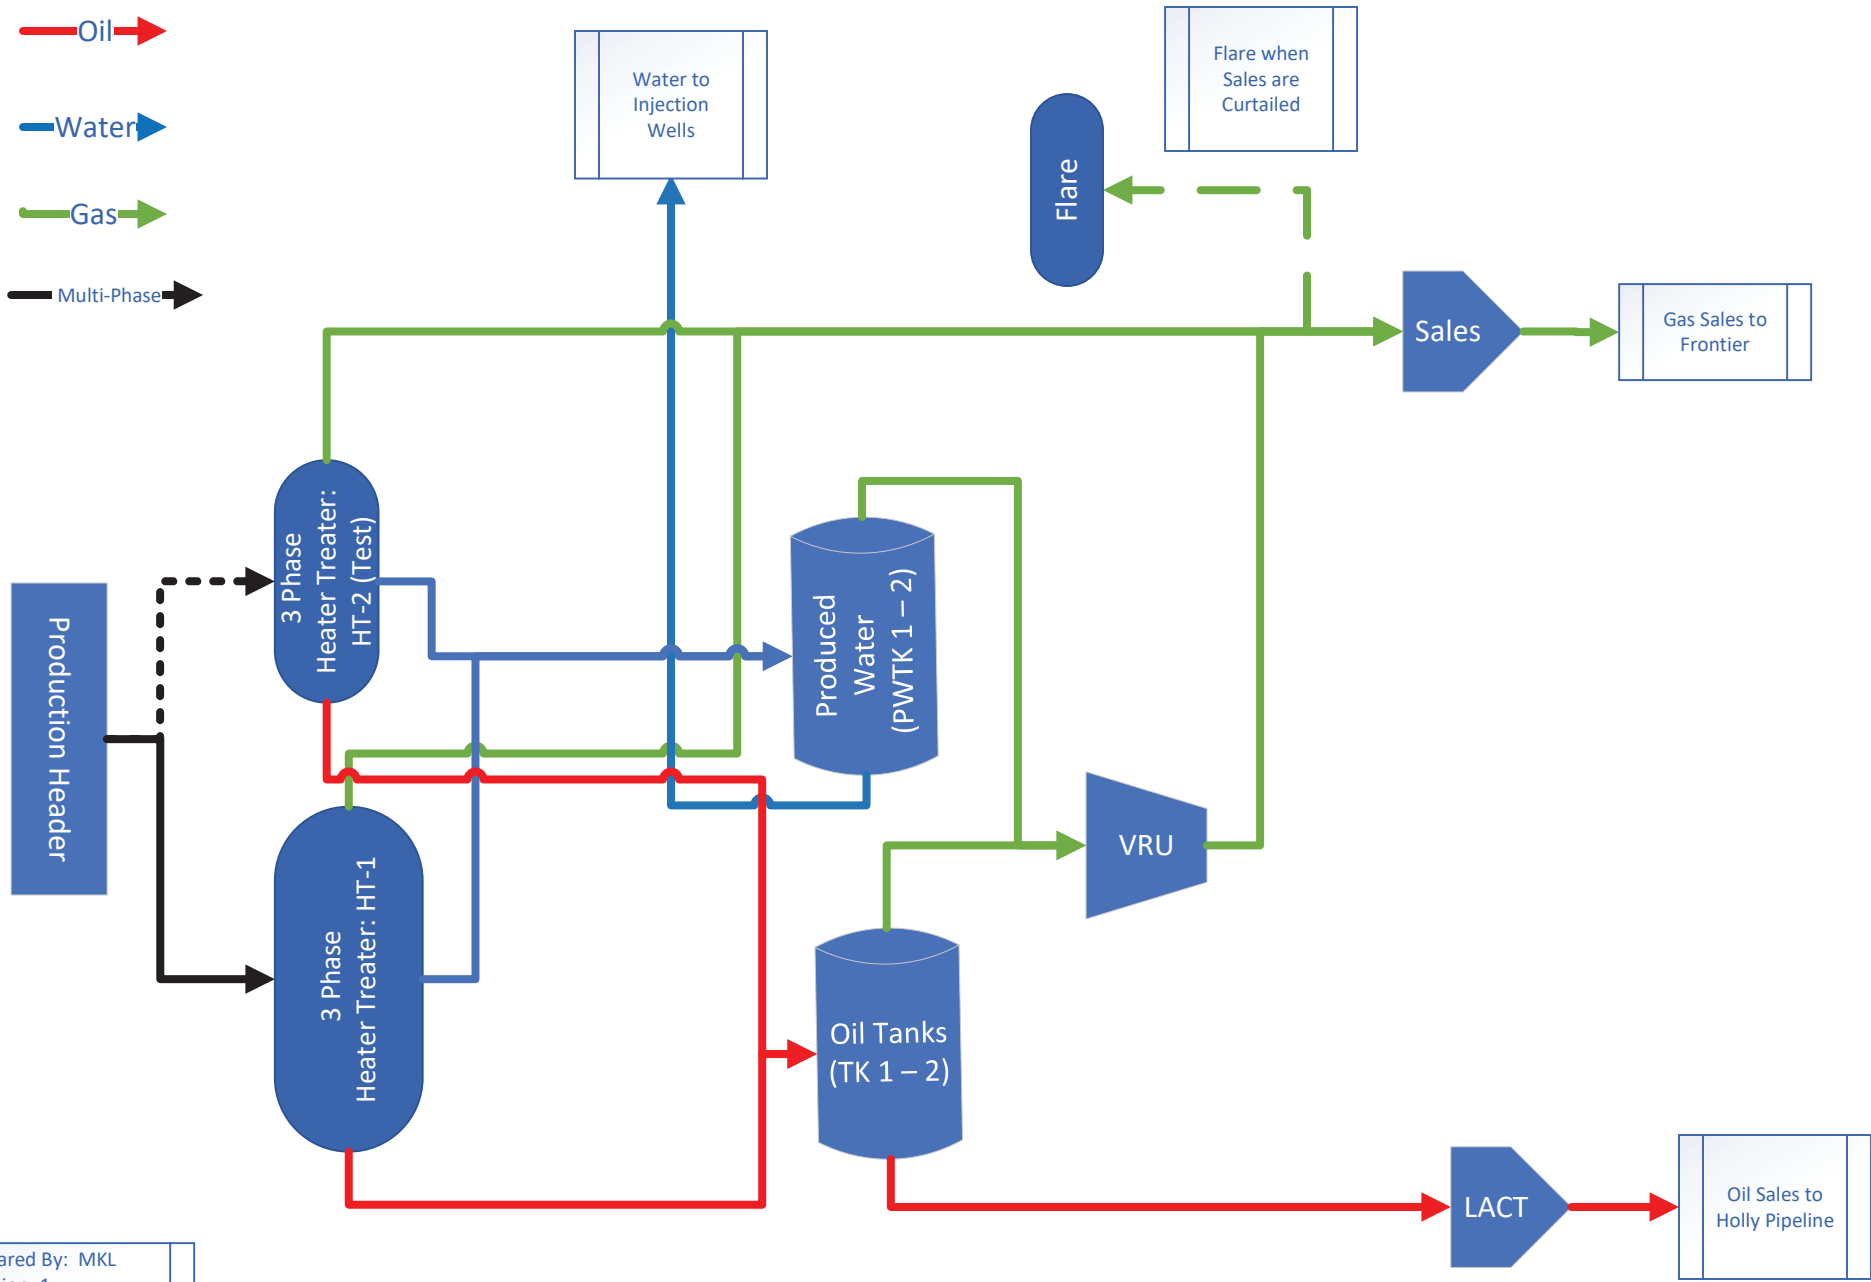 Oil
Water
Gas
Multi-Phase
Water to
Injection
Wells
Flare when
Sales are
Curtailed
Flare
Sales
Gas Sales to
Frontier
3 Phase
Heater Treater:
HT-2 (Test)
Production Header
Produced
Water
(PWTK 1 – 2)
VRU
3 Phase
Heater Treater: HT-1
Oil Tanks
(TK 1 – 2)
LACT
Oil Sales to
Holly Pipeline
ared By: MKL